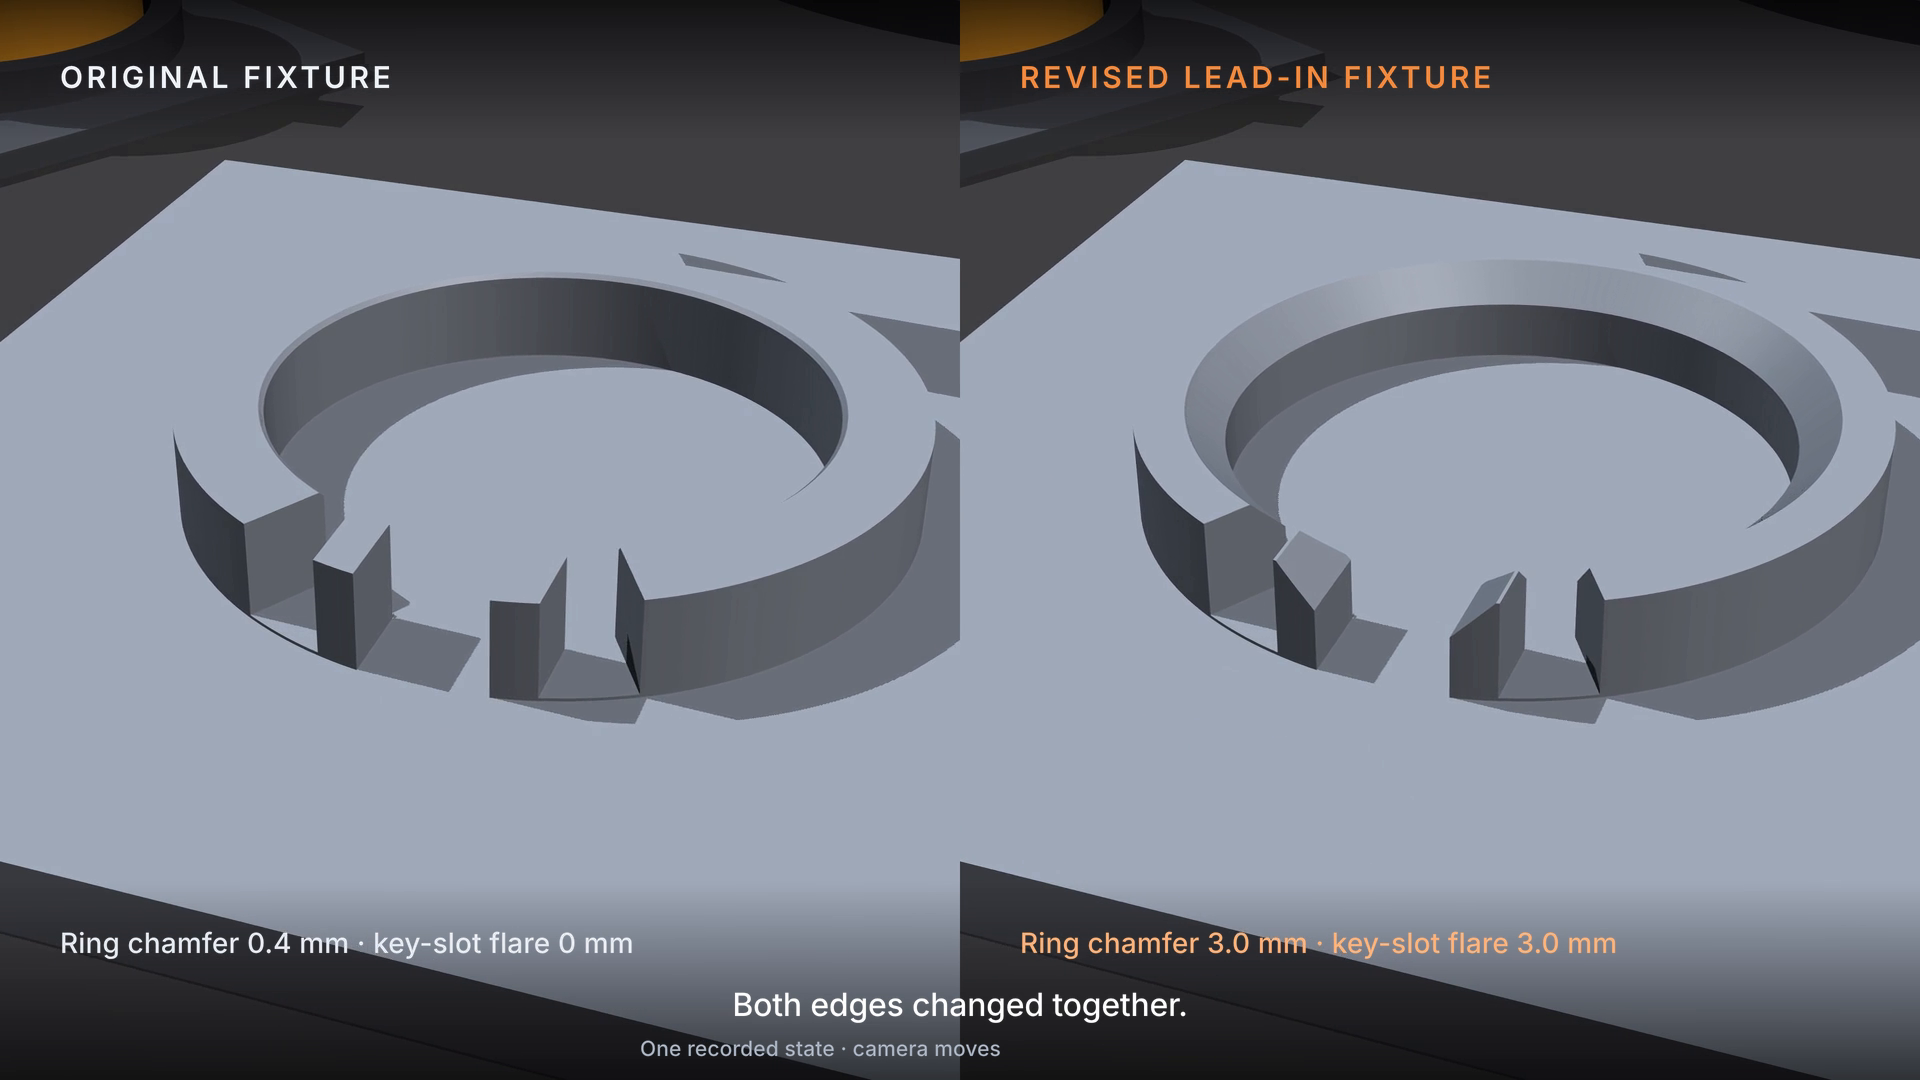 ORIGINAL FIXTURE
REVISED LEAD-IN FIXTURE
Ring chamfer 0.4 mm · key-slot flare 0 mm
Ring chamfer 3.0 mm · key-slot flare 3.0 mm
Both edges changed together.
One recorded state · camera moves